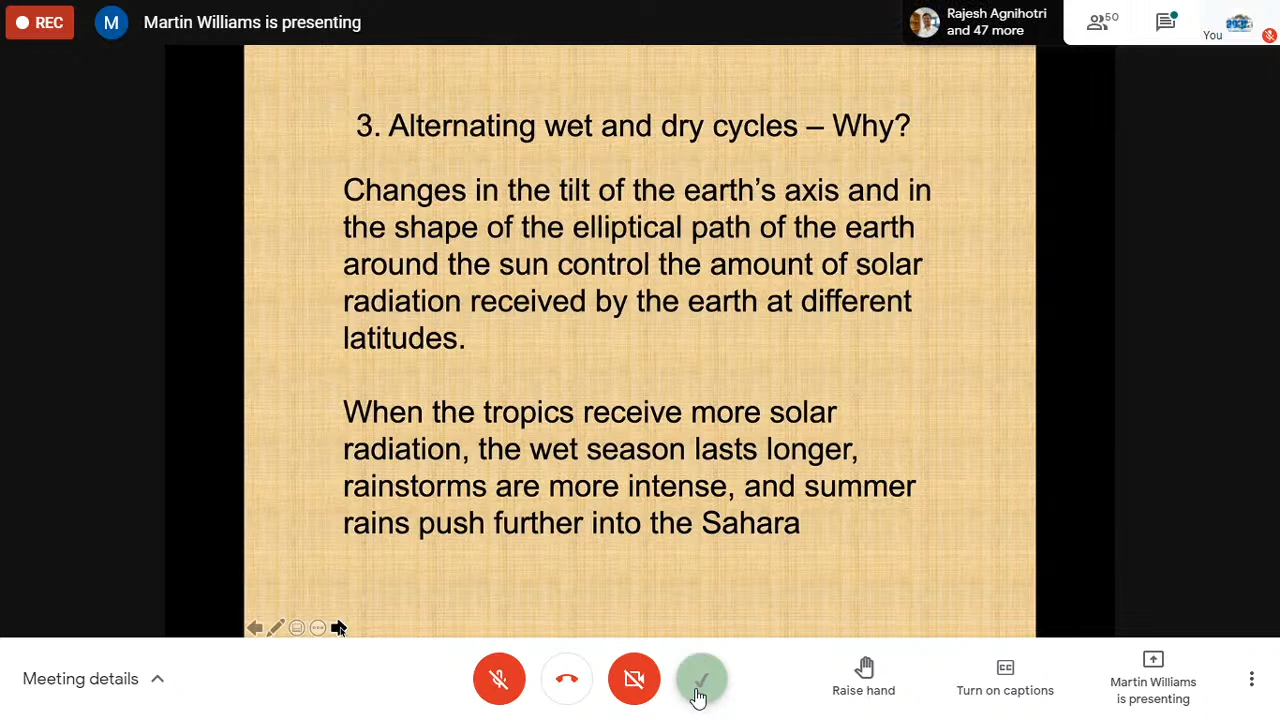 REC
M
Martin Williams is presenting
Rajesh Agnihotri
and 47 more
50
You
3. Alternating wet and dry cycles – Why?
Changes in the tilt of the earth’s axis and in
the shape of the elliptical path of the earth
around the sun control the amount of solar
radiation received by the earth at different
latitudes.
When the tropics receive more solar
radiation, the wet season lasts longer,
rainstorms are more intense, and summer
rains push further into the Sahara
Meeting details
Raise hand
CC
Turn on captions
Martin Williams
is presenting